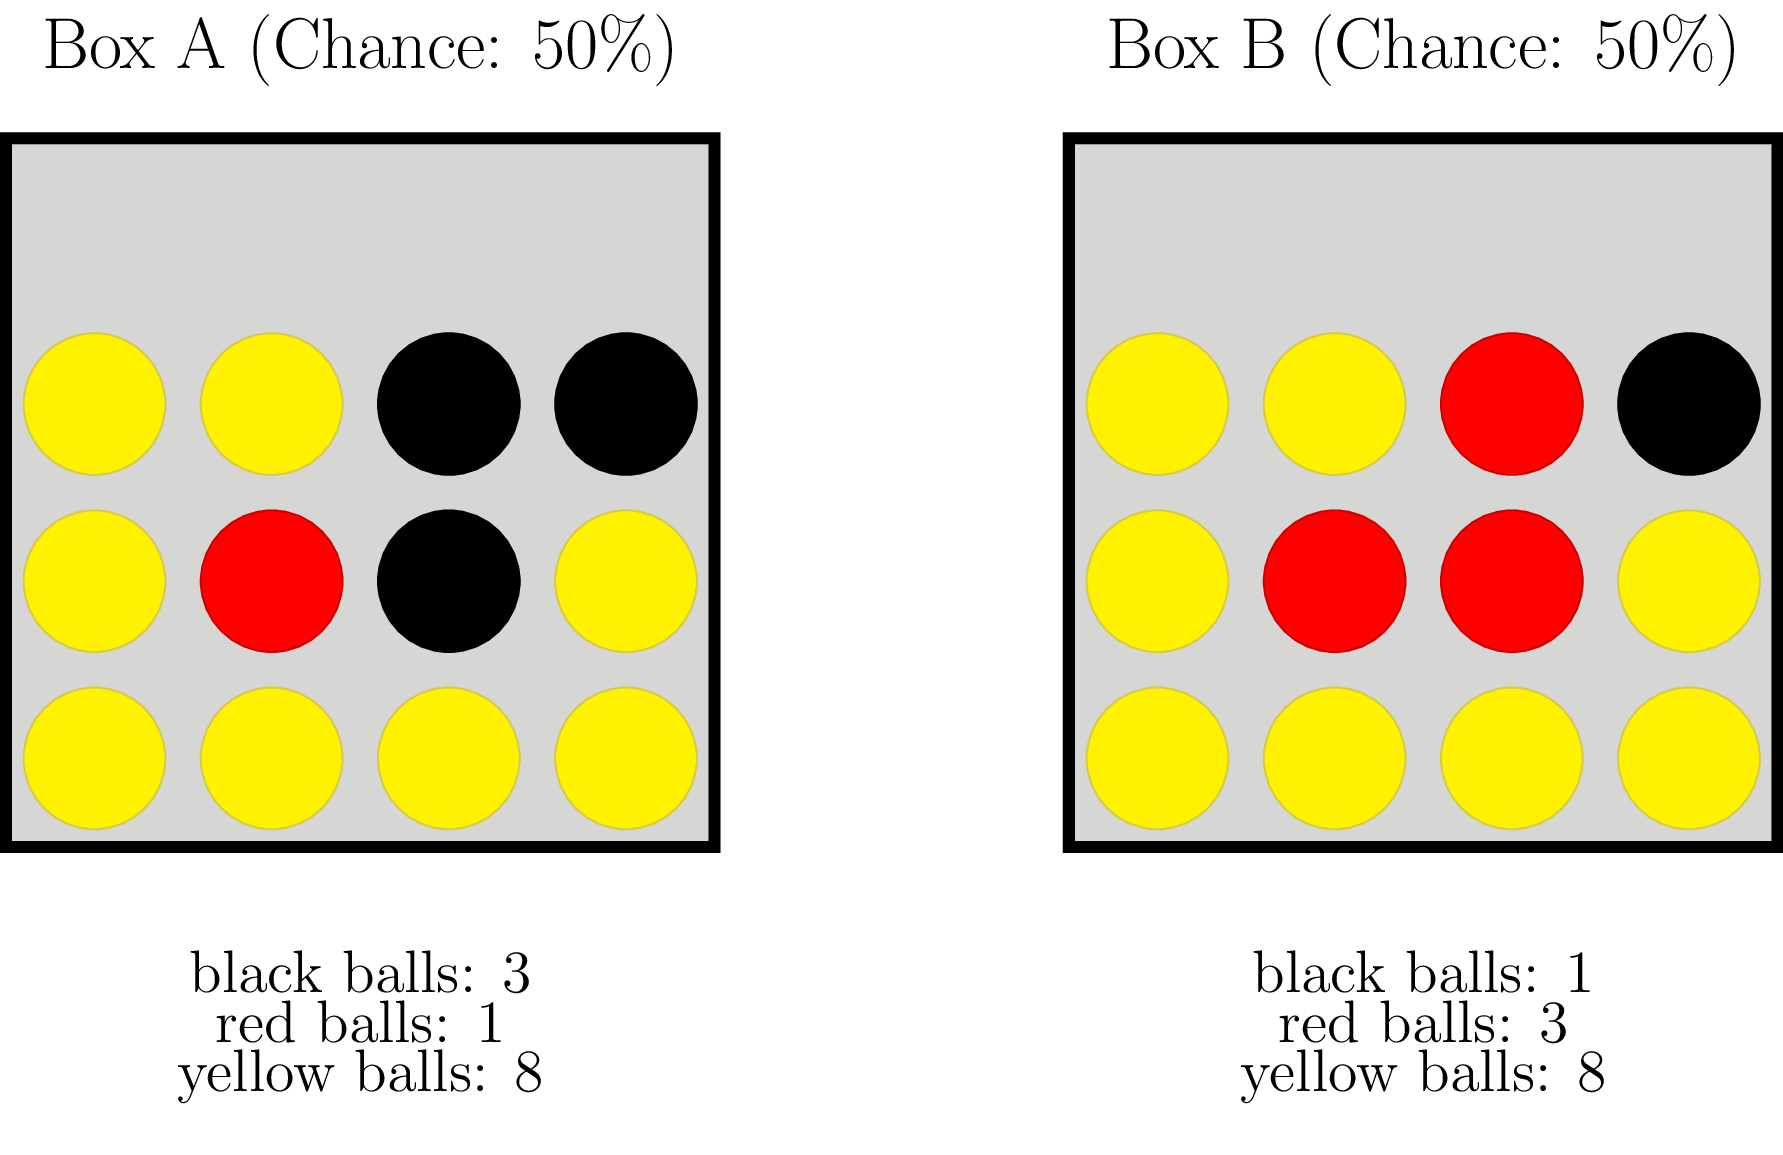 Box A (Chance: 50%)
Box B (Chance: 50%)
black balls: 3
red balls: 1
yellow balls: 8
black balls: 1
red balls: 3
yellow balls: 8